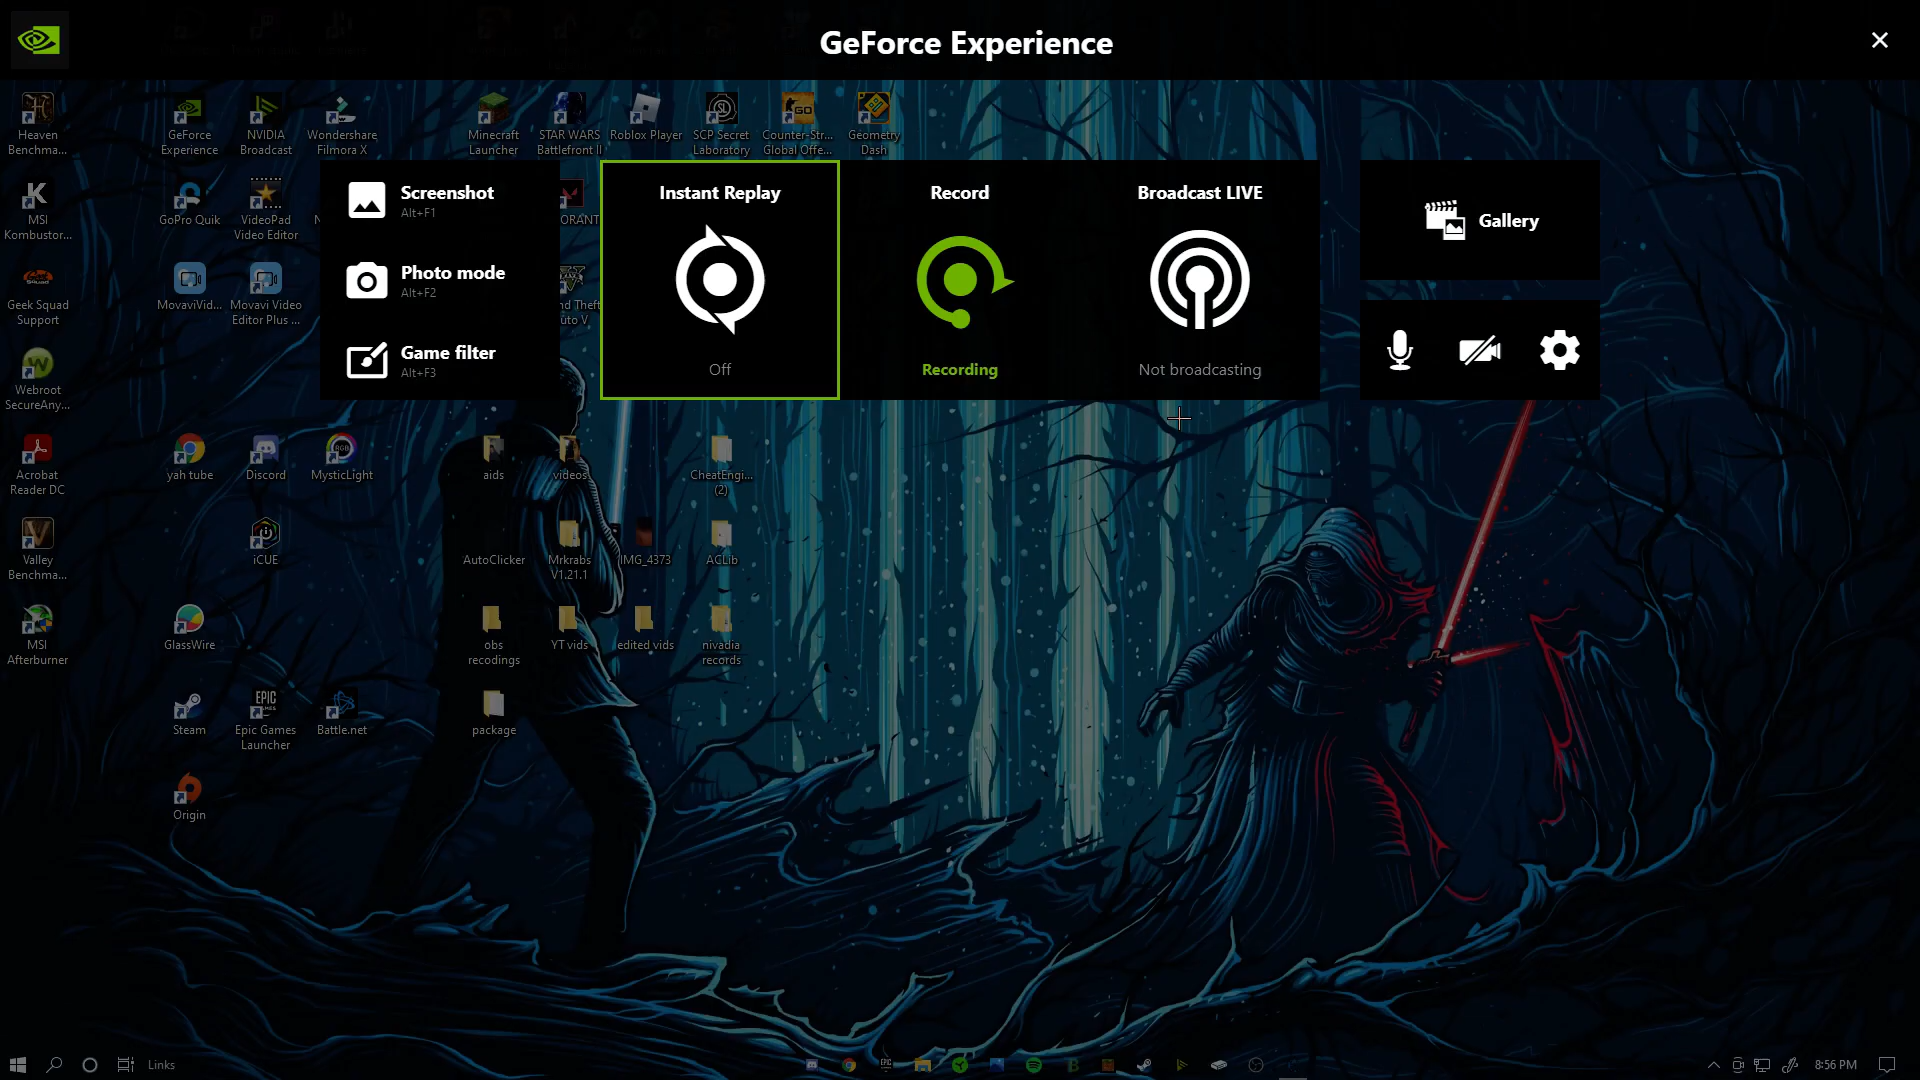 GeForce Experience
Heaven
Benchma...
GeForce
Experience
NVIDIA
Broadcast
Wondershare
Filmora X
Minecraft
Launcher
STAR WARS
Battlefront II
Roblox Player
SCP Secret
Laboratory
Counter-Str...
Global Offe...
Geometry
Dash
Screenshot
Alt+F1
Photo mode
Alt+F2
Game filter
Alt+F3
Instant Replay
Off
Record
Recording
Broadcast LIVE
Not broadcasting
Gallery
MSI
Kombustor...
GoPro Quik
VideoPad
Video Editor
N
ORANT
Geek Squad
Support
MovaviVid...
Movavi Video
Editor Plus ...
nd Theft
uto V
Webroot
SecureAny...
Acrobat
Reader DC
yah tube
Discord
MysticLight
aids
videos
CheatEngi...
(2)
Valley
Benchma...
iCUE
AutoClicker
Mrkrabs
V1.21.1
IMG_4373
ACLib
MSI
Afterburner
GlassWire
obs
recodings
YT vids
edited vids
nivadia
records
Steam
Epic Games
Launcher
Battle.net
package
Origin
Links
8:56 PM